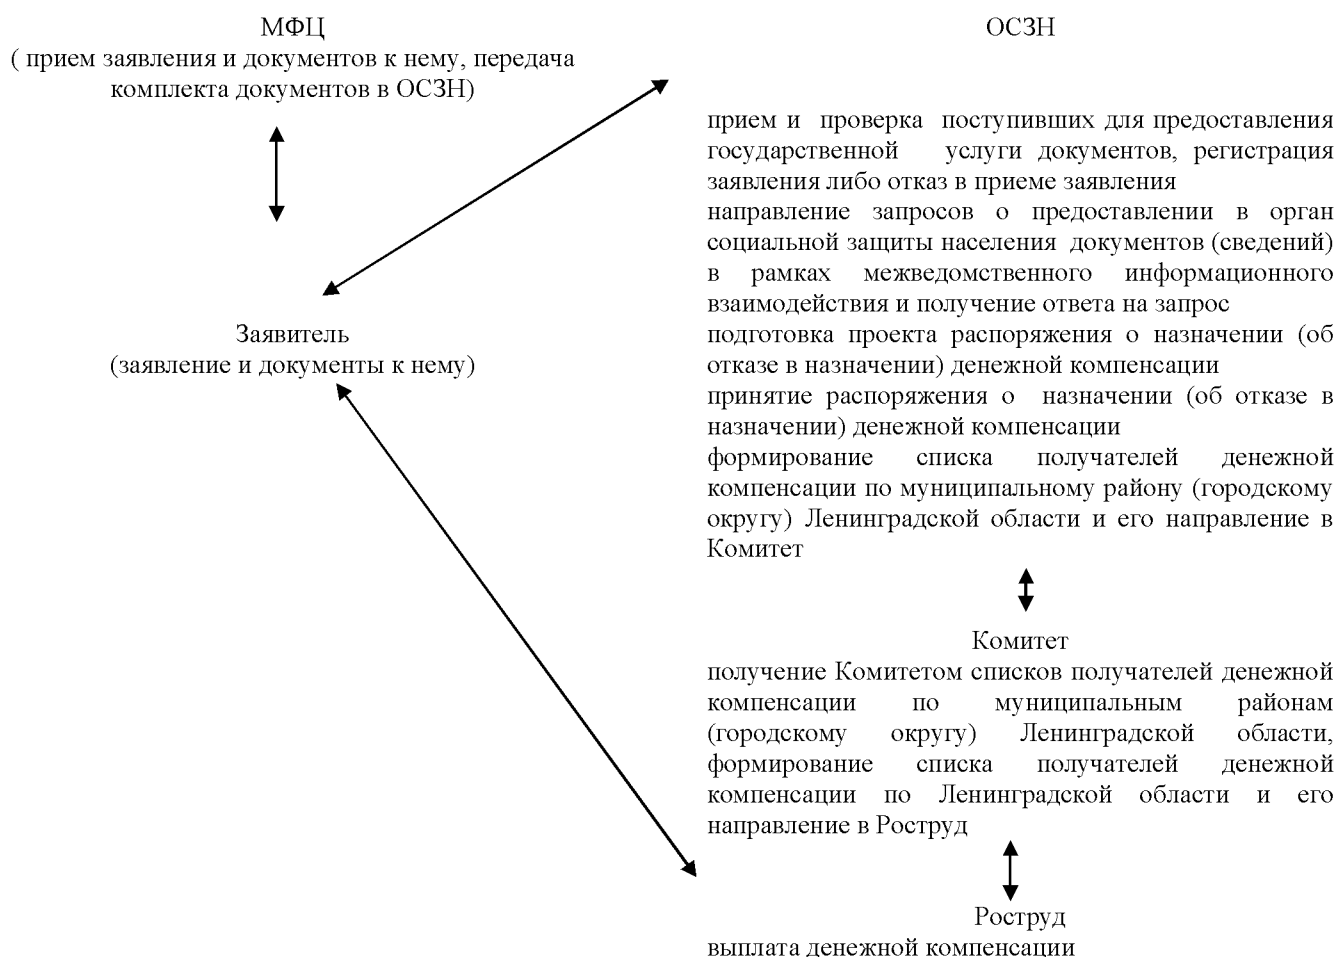 МФЦ
( прием заявления и документов к нему, передача
комплекта документов в ОСЗН)
Заявитель
(заявление и документы к нему)
ОСЗН
прием и проверка поступивших для предоставления
государственной услуги документов, регистрация
заявления либо отказ в приеме заявления
направление запросов о предоставлении в орган
социальной защиты населения документов (сведений)
в рамках межведомственного информационного
взаимодействия и получение ответа на запрос
подготовка проекта распоряжения о назначении (об
отказе в назначении) денежной компенсации
принятие распоряжения о назначении (об отказе в
назначении) денежной компенсации
формирование списка получателей денежной
компенсации по муниципальному району (городскому
округу) Ленинградской области и его направление в
Комитет
Комитет
получение Комитетом списков получателей денежной
компенсации по муниципальным районам
(городскому округу) Ленинградской области,
формирование списка получателей денежной
компенсации по Ленинградской области и его
направление в Роструд
Роструд
выплата денежной компенсации